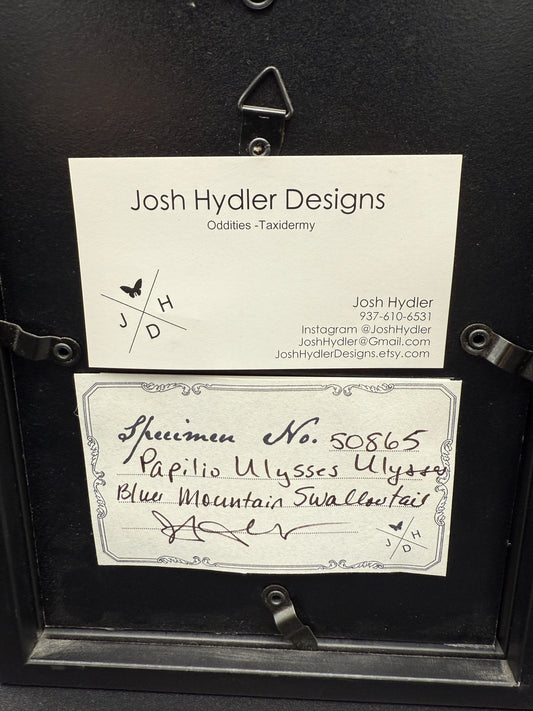 Josh Hydler Designs
Oddities -Taxidermy
J H D
Josh Hydler
937-610-6531
Instagram @JoshHydler
JoshHydler@Gmail.com
JoshHydlerDesigns.etsy.com
Specimen No. 50865
Papilio Ulysses Ulysses
Blue Mountain Swallowtail
J H D